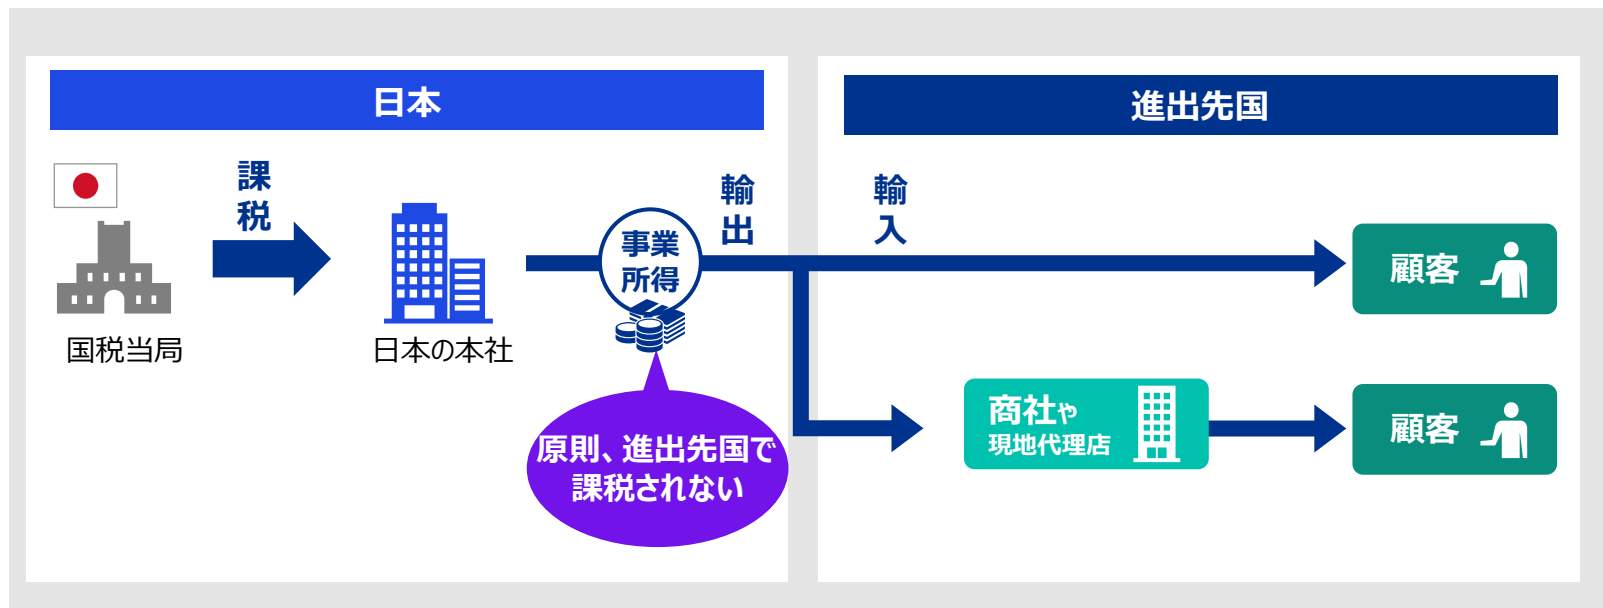 日本
進出先国
課
税
輸
出
輸
入
事業
所得
顧客
国税当局
日本の本社
商社や
現地代理店
顧客
原則、進出先国で
課税されない